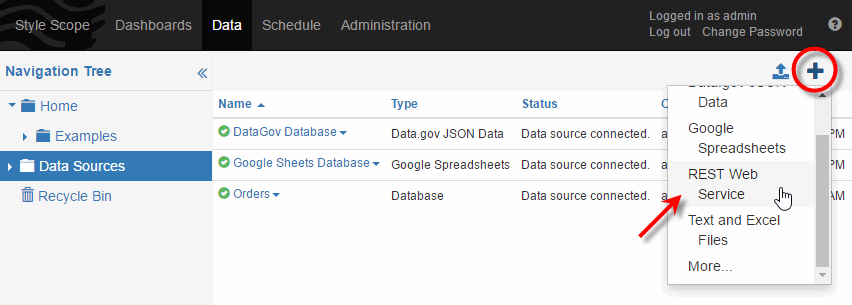 Style Scope Dashboards Data Schedule Administration
Logged in as admin
Log out Change Password
?
Navigation Tree «
Home
Examples
Data Sources
Recycle Bin
Name Type Status
DataGov Database Data.gov JSON Data Data source connected. PM
Google Sheets Database Google Spreadsheets Data source connected. PM
Orders Database Data source connected. AM
Data
Google
Spreadsheets
REST Web
Service
Text and Excel
Files
More...